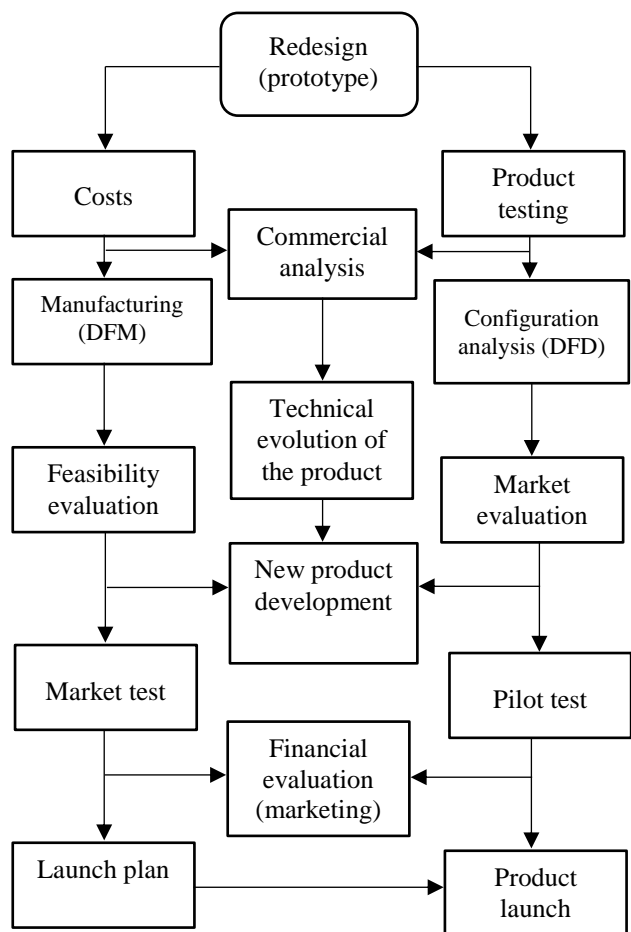 Redesign
(prototype)
Costs
Product
testing
Commercial
analysis
Manufacturing
(DFM)
Configuration
analysis (DFD)
Technical
evolution of
the product
Feasibility
evaluation
Market
evaluation
New product
development
Market test
Pilot test
Financial
evaluation
(marketing)
Launch plan
Product
launch